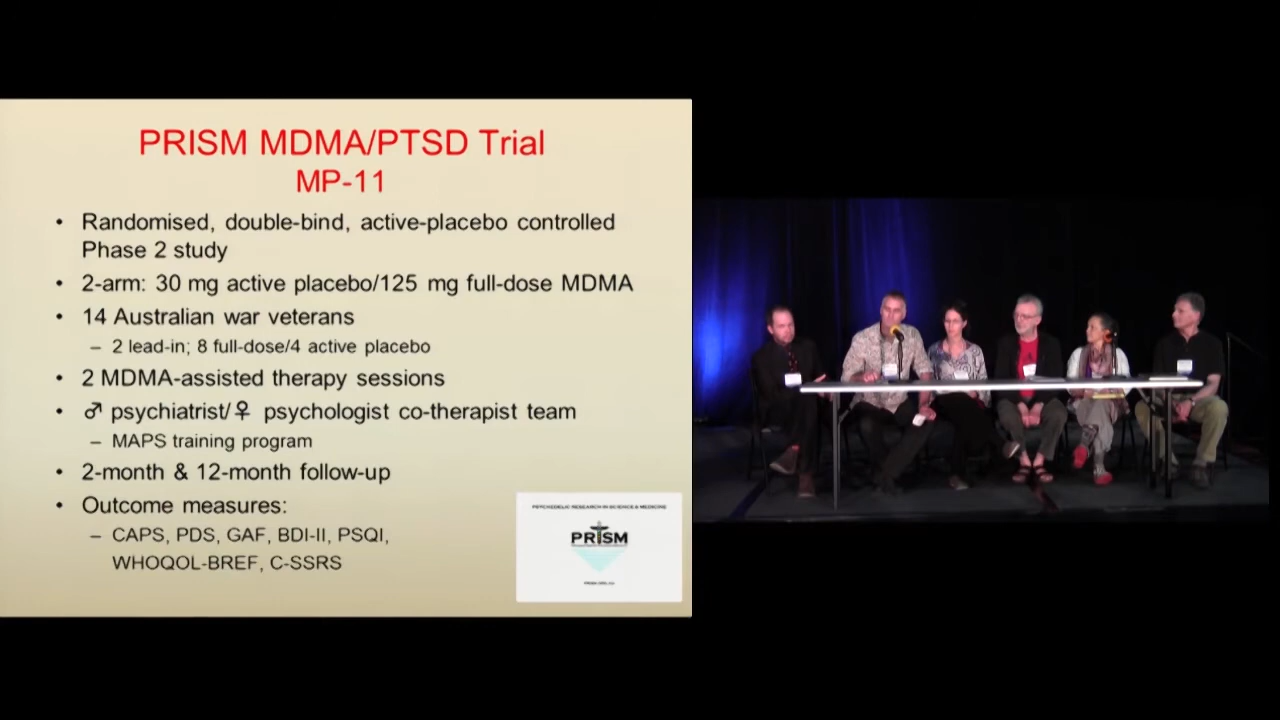 PRISM MDMA/PTSD Trial
MP-11
• Randomised, double-bind, active-placebo controlled
Phase 2 study
• 2-arm: 30 mg active placebo/125 mg full-dose MDMA
• 14 Australian war veterans
– 2 lead-in; 8 full-dose/4 active placebo
• 2 MDMA-assisted therapy sessions
• ♂ psychiatrist/♀ psychologist co-therapist team
– MAPS training program
• 2-month & 12-month follow-up
• Outcome measures:
– CAPS, PDS, GAF, BDI-II, PSQI,
WHOQOL-BREF, C-SSRS
PSYCHEDELIC RESEARCH IN SCIENCE & MEDICINE
PRISM